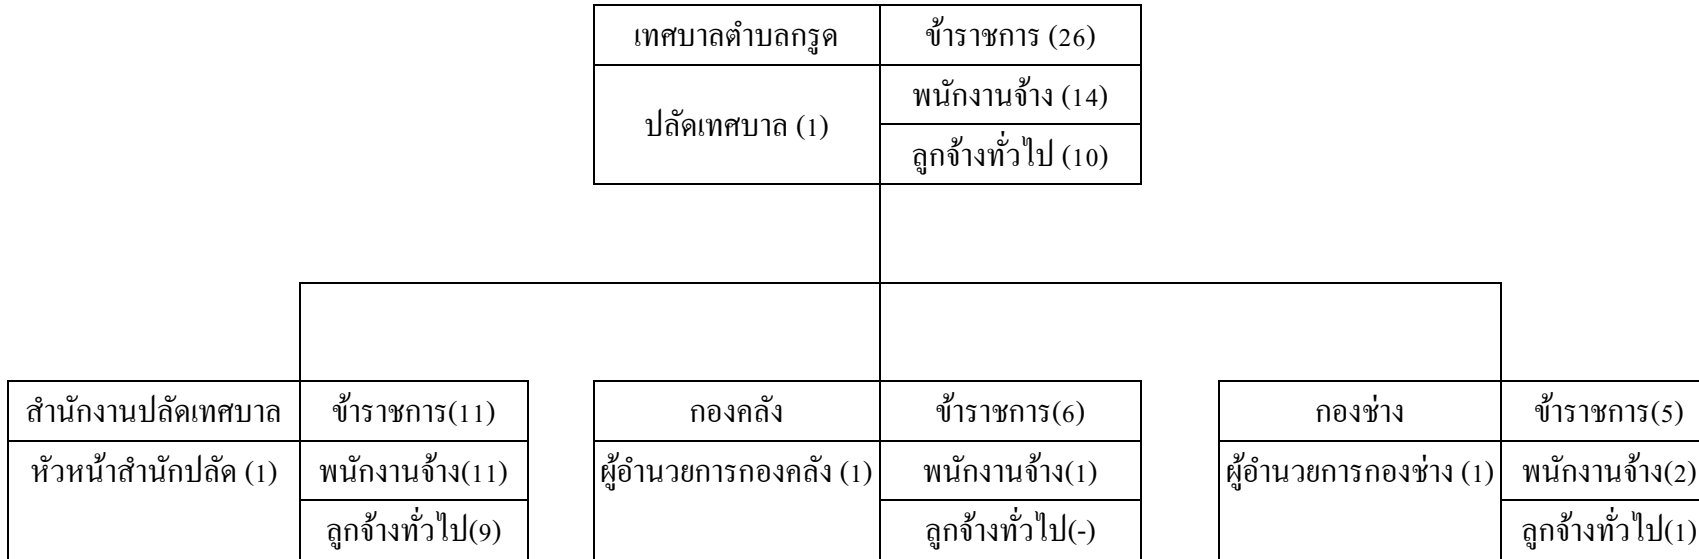 เทศบาลตำบลกรูด
ข้าราชการ (26)
ปลัดเทศบาล (1)
พนักงานจ้าง (14)
ลูกจ้างทั่วไป (10)
สำนักงานปลัดเทศบาล
ข้าราชการ(11)
หัวหน้าสำนักปลัด (1)
พนักงานจ้าง(11)
ลูกจ้างทั่วไป(9)
กองคลัง
ข้าราชการ(6)
ผู้อำนวยการกองคลัง (1)
พนักงานจ้าง(1)
ลูกจ้างทั่วไป(-)
กองช่าง
ข้าราชการ(5)
ผู้อำนวยการกองช่าง (1)
พนักงานจ้าง(2)
ลูกจ้างทั่วไป(1)